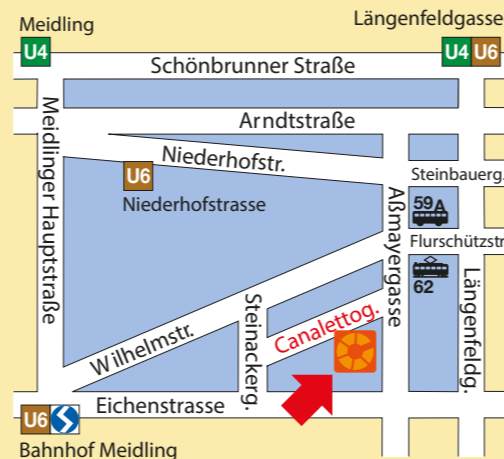 Meidling
Längenfeldgasse
U4
U4 U6
Schönbrunner Straße
Meidlinger Hauptstraße
Arndtstraße
Niederhofstr.
U6
Niederhofstrasse
Steinbauerg.
Aßmayergasse
59A
Flurschützstr
62
Längenfeldg.
Wilhelmstr.
Steinackerg.
Canalettog.
Eichenstrasse
U6
Bahnhof Meidling